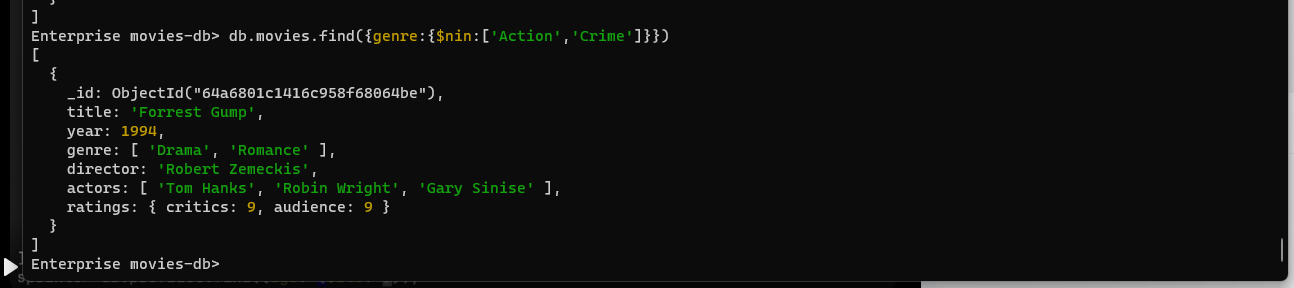 }
]
Enterprise movies-db> db.movies.find({genre:{$nin:['Action','Crime']}})
[
  {
    _id: ObjectId("64a6801c1416c958f68064be"),
    title: 'Forrest Gump',
    year: 1994,
    genre: [ 'Drama', 'Romance' ],
    director: 'Robert Zemeckis',
    actors: [ 'Tom Hanks', 'Robin Wright', 'Gary Sinise' ],
    ratings: { critics: 9, audience: 9 }
  }
]
Enterprise movies-db>